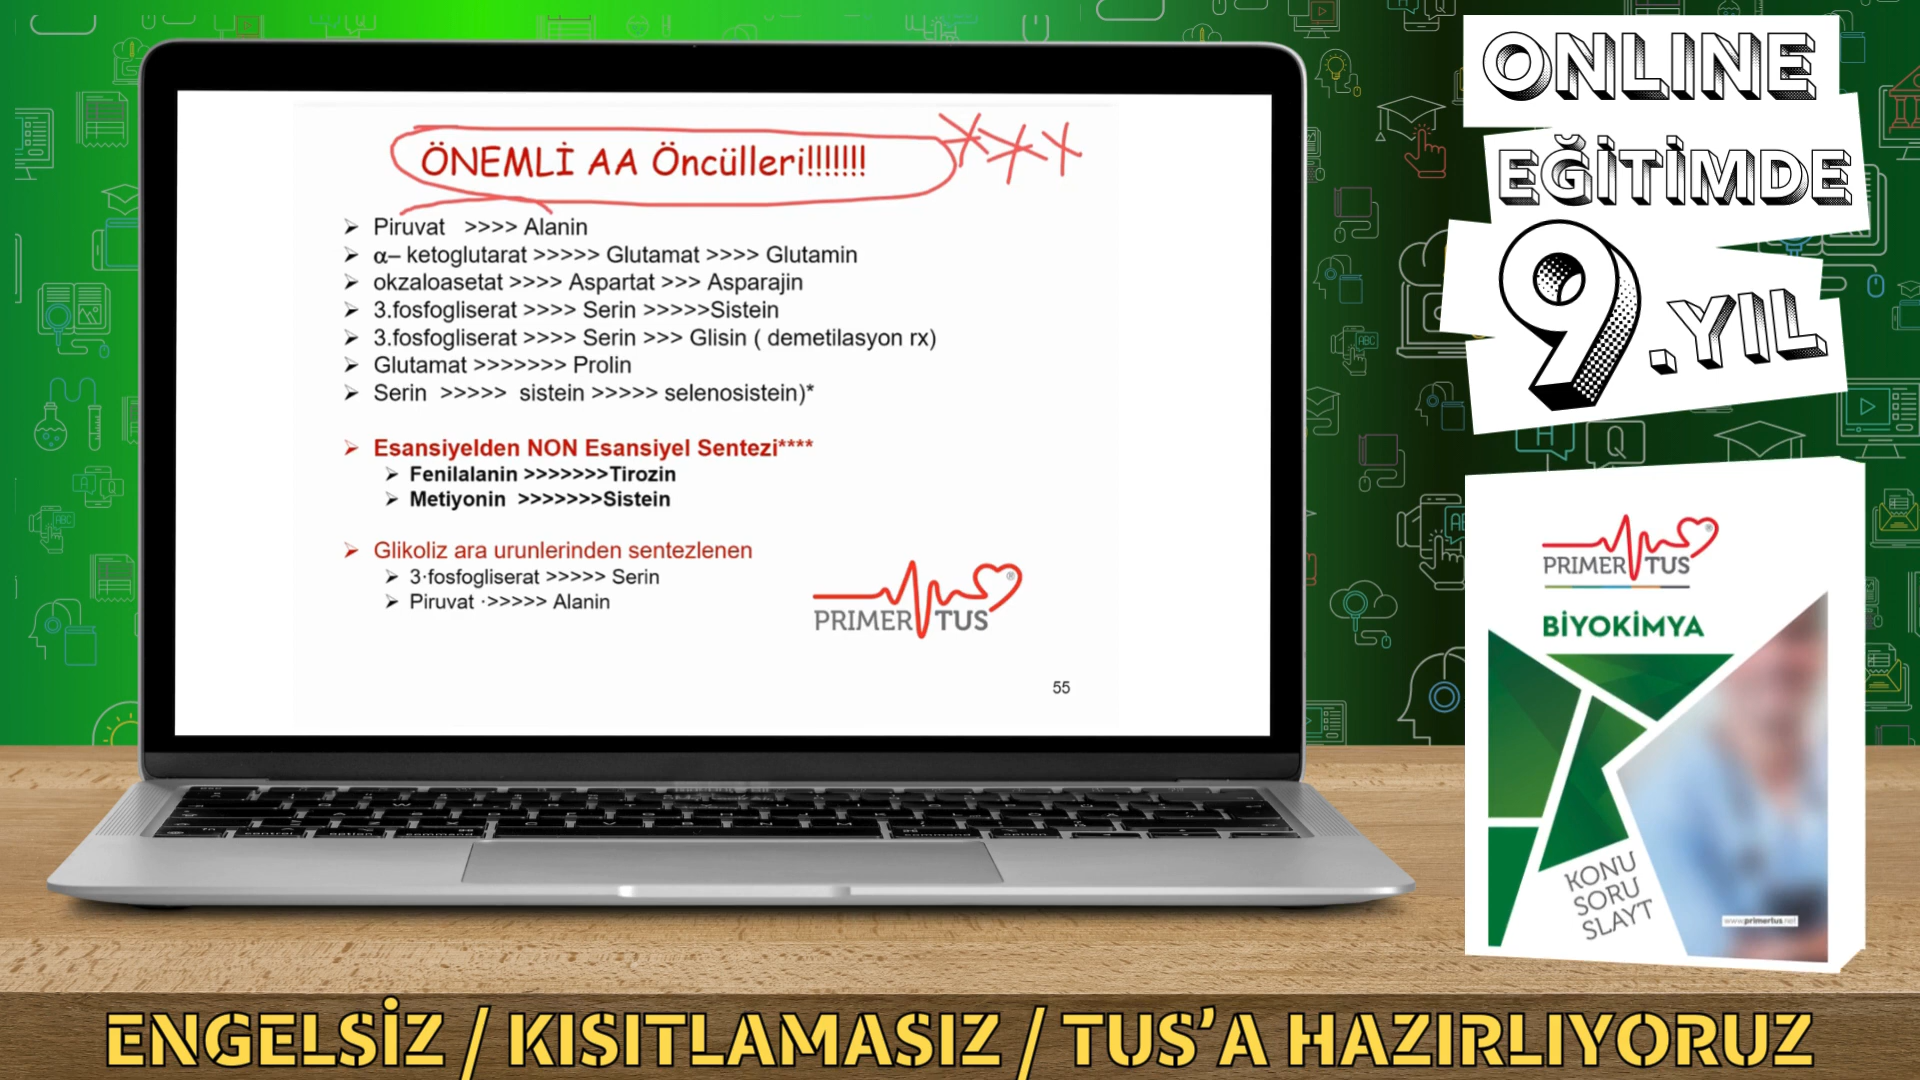 ÖNEMLİ AA Öncülleri!!!!!!!
➢ Piruvat >>>> Alanin
➢ α– ketoglutarat >>>>> Glutamat >>>> Glutamin
➢ okzaloasetat >>>> Aspartat >>> Asparajin
➢ 3.fosfogliserat >>>> Serin >>>>>Sistein
➢ 3.fosfogliserat >>>> Serin >>> Glisin ( demetilasyon rx)
➢ Glutamat >>>>>>> Prolin
➢ Serin >>>>> sistein >>>>> selenosistein)*
➢ Esansiyelden NON Esansiyel Sentezi****
➢ Fenilalanin >>>>>>>Tirozin
➢ Metiyonin >>>>>>>Sistein
➢ Glikoliz ara urunlerinden sentezlenen
➢ 3·fosfogliserat >>>>> Serin
➢ Piruvat ·>>>>> Alanin
PRIMER TUS ®
55
ONLINE
EĞİTİMDE
9.YIL
PRIMER TUS ®
BİYOKİMYA
KONU
SORU
SLAYT
www.primertus.net
ENGELSİZ / KISITLAMASIZ / TUS'A HAZIRLIYORUZ